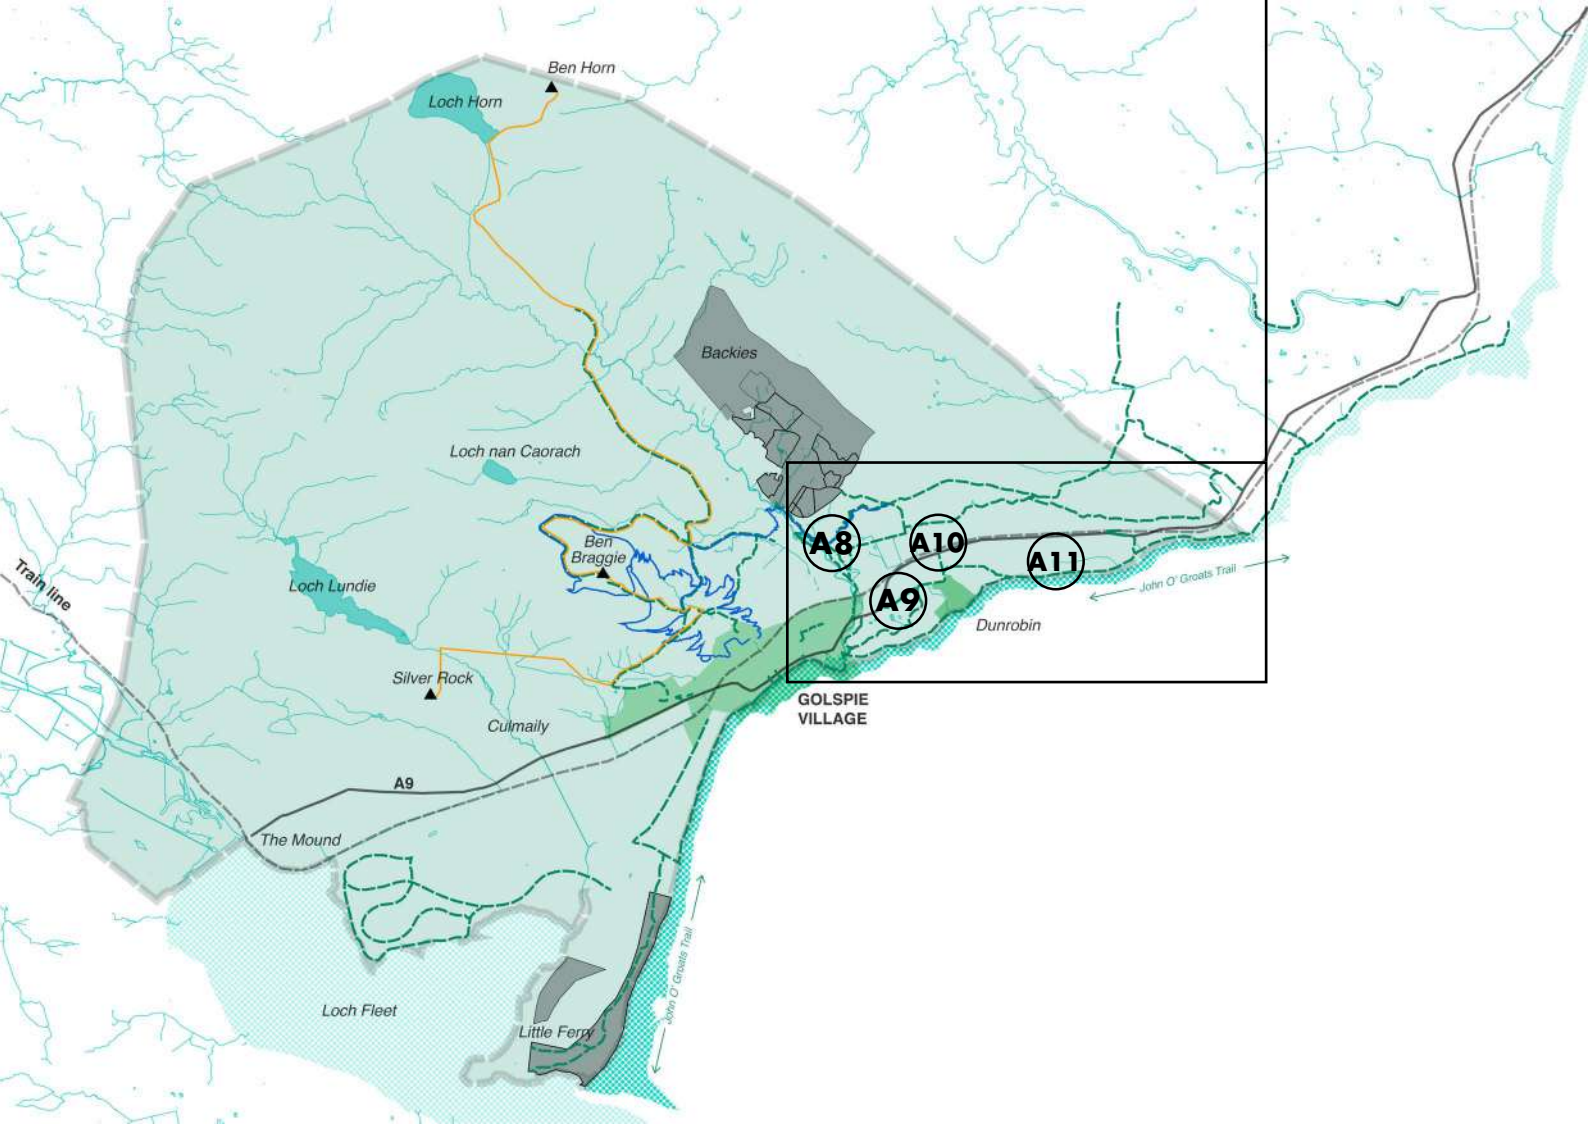 Ben Horn
Loch Horn
Backies
Loch nan Caorach
Ben
Braggie
A8
A10
A11
A9
Train line
Loch Lundie
John O' Groats Trail
Dunrobin
Silver Rock
GOLSPIE
VILLAGE
Culmaily
A9
The Mound
John O' Groats Trail
Loch Fleet
Little Ferry